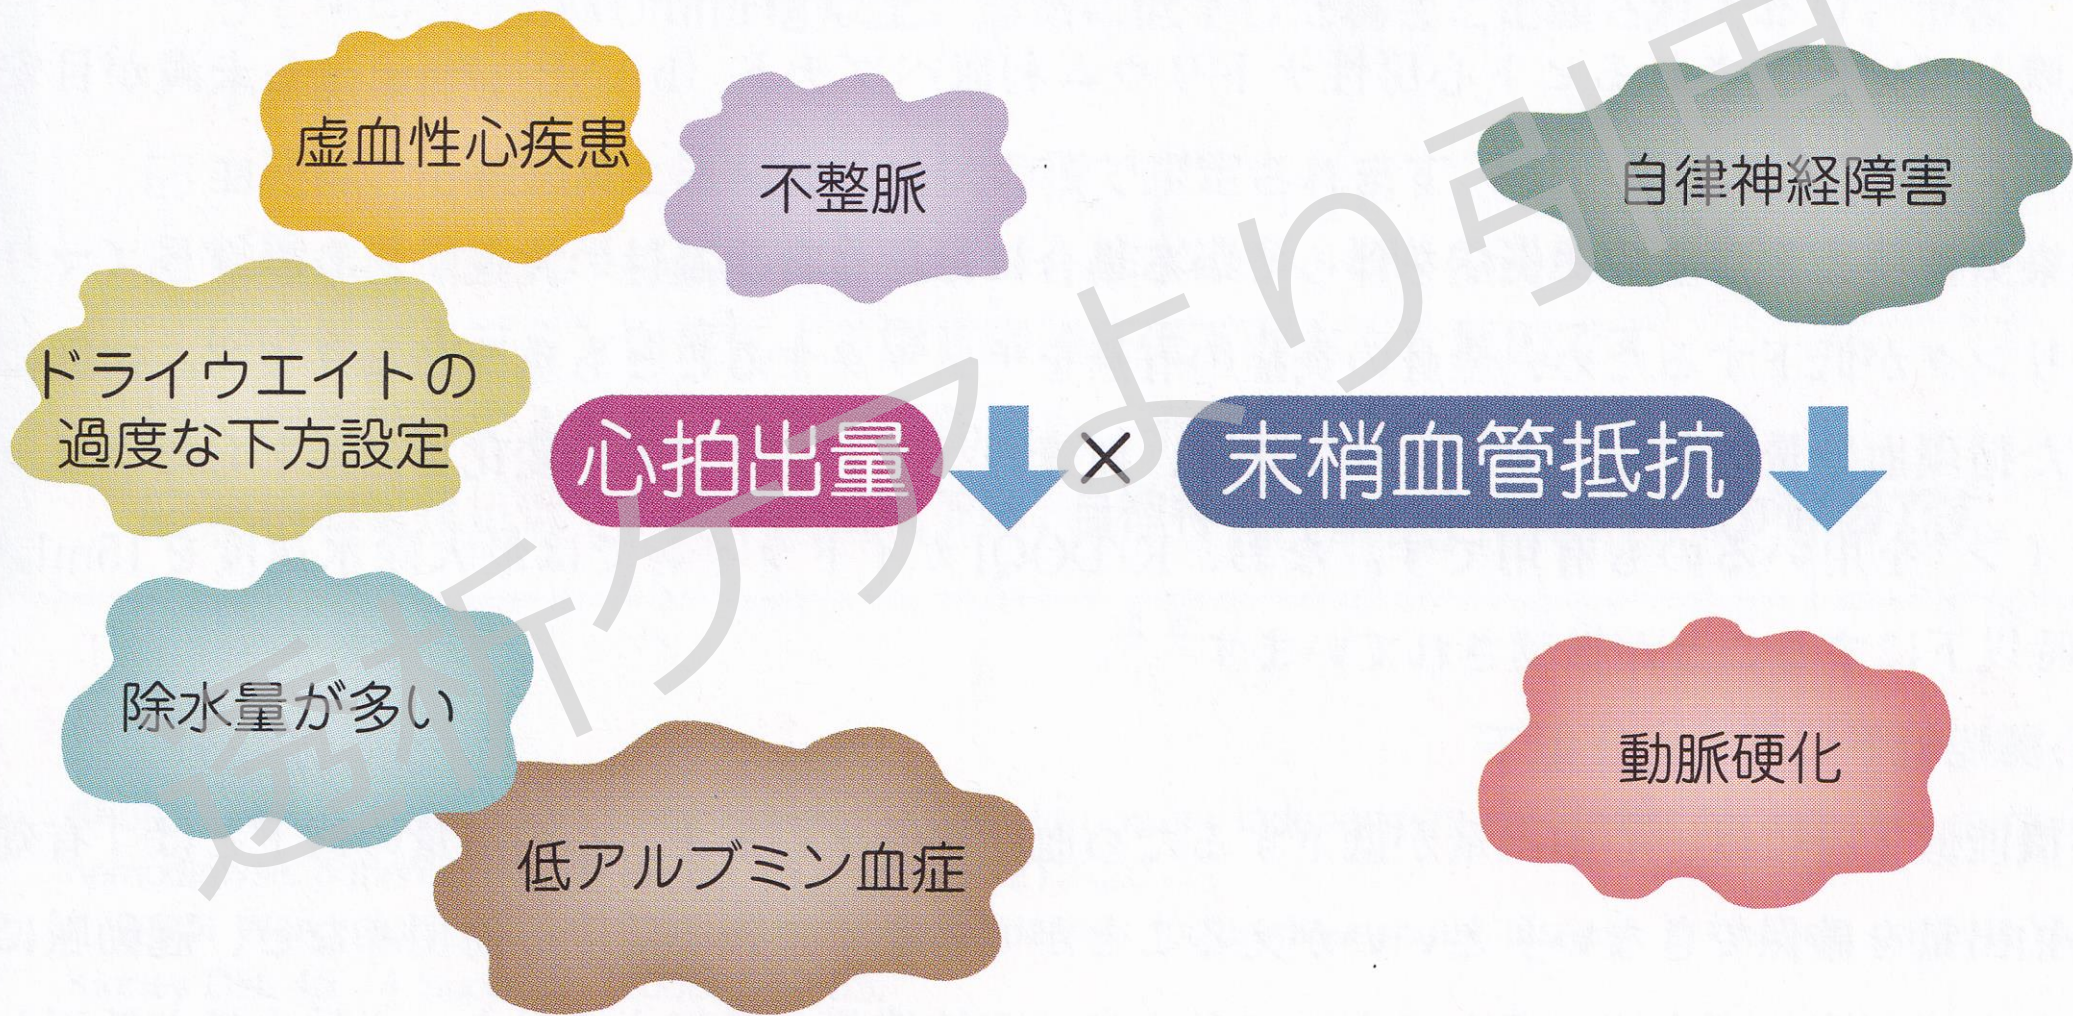 虚血性心疾患
不整脈
自律神経障害
ドライウエイトの
過度な下方設定
心拍出量
×
末梢血管抵抗
除水量が多い
低アルブミン血症
動脈硬化
透析ケアより引用